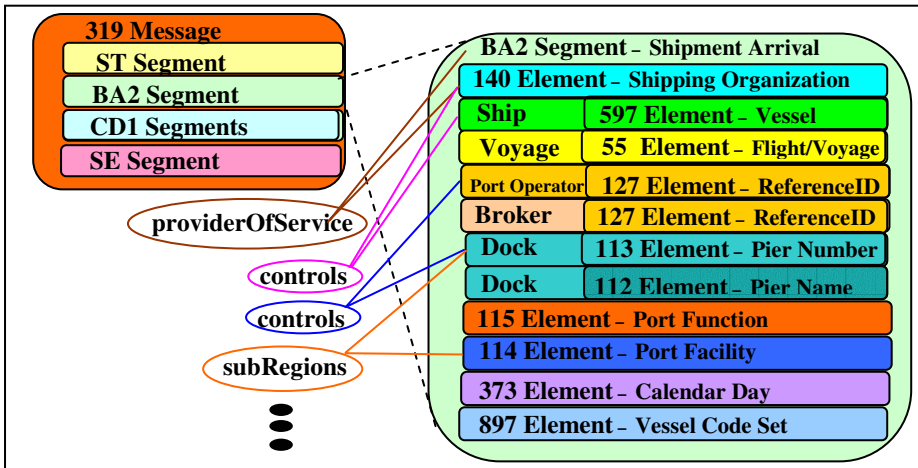 319 Message
ST Segment
BA2 Segment
CD1 Segments
SE Segment
providerOfService
controls
controls
subRegions
BA2 Segment – Shipment Arrival
140 Element – Shipping Organization
Ship 597 Element – Vessel
Voyage 55 Element – Flight/Voyage
Port Operator 127 Element – ReferenceID
Broker 127 Element – ReferenceID
Dock 113 Element – Pier Number
Dock 112 Element – Pier Name
115 Element – Port Function
114 Element – Port Facility
373 Element – Calendar Day
897 Element – Vessel Code Set